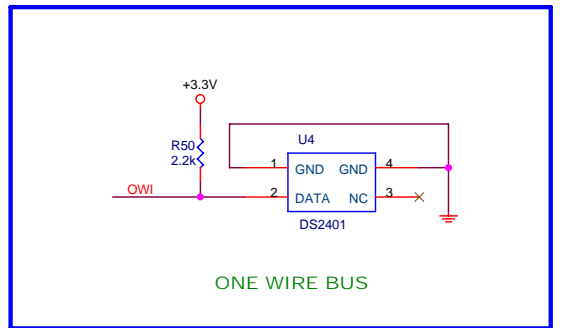 +3.3V
R50
2.2k
U4
1 GND GND 4
OWI
2 DATA NC 3
DS2401
ONE WIRE BUS